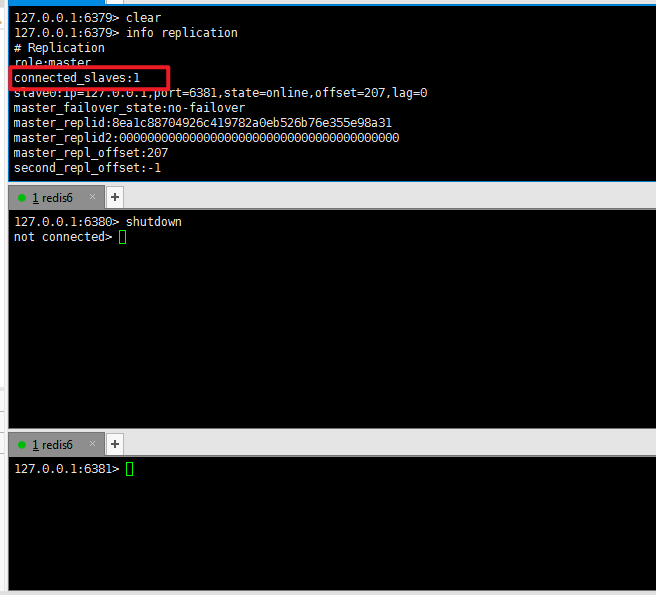 127.0.0.1:6379> clear
127.0.0.1:6379> info replication
# Replication
role:master
connected_slaves:1
slave0:ip=127.0.0.1,port=6381,state=online,offset=207,lag=0
master_failover_state:no-failover
master_replid:8ea1c88704926c419782a0eb526b76e355e98a31
master_replid2:0000000000000000000000000000000000000000
master_repl_offset:207
second_repl_offset:-1
1 redis6 × +
127.0.0.1:6380> shutdown
not connected>
1 redis6 × +
127.0.0.1:6381>